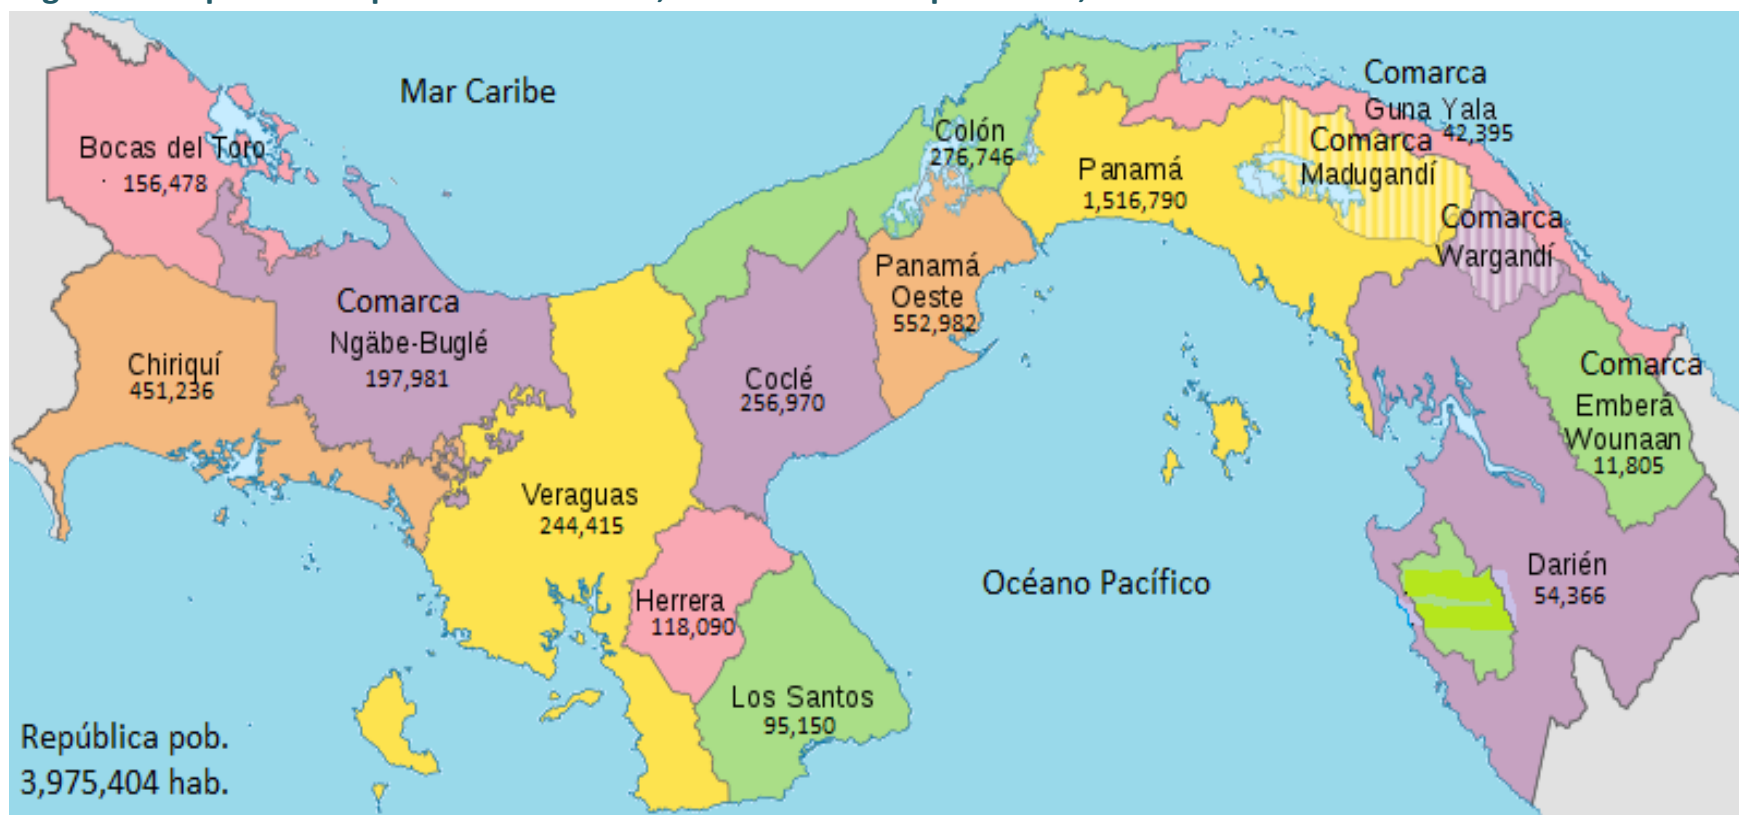 Mar Caribe
Comarca
Guna Yala
42,395
Bocas del Toro
156,478
Colón
276,746
Comarca
Madugandí
Panamá
1,516,790
Comarca
Wargandí
Panamá
Oeste
552,982
Comarca
Ngäbe-Buglé
197,981
Chiriquí
451,236
Coclé
256,970
Comarca
Emberá
Wounaan
11,805
Veraguas
244,415
Océano Pacífico
Darién
54,366
Herrera
118,090
Los Santos
95,150
República pob.
3,975,404 hab.